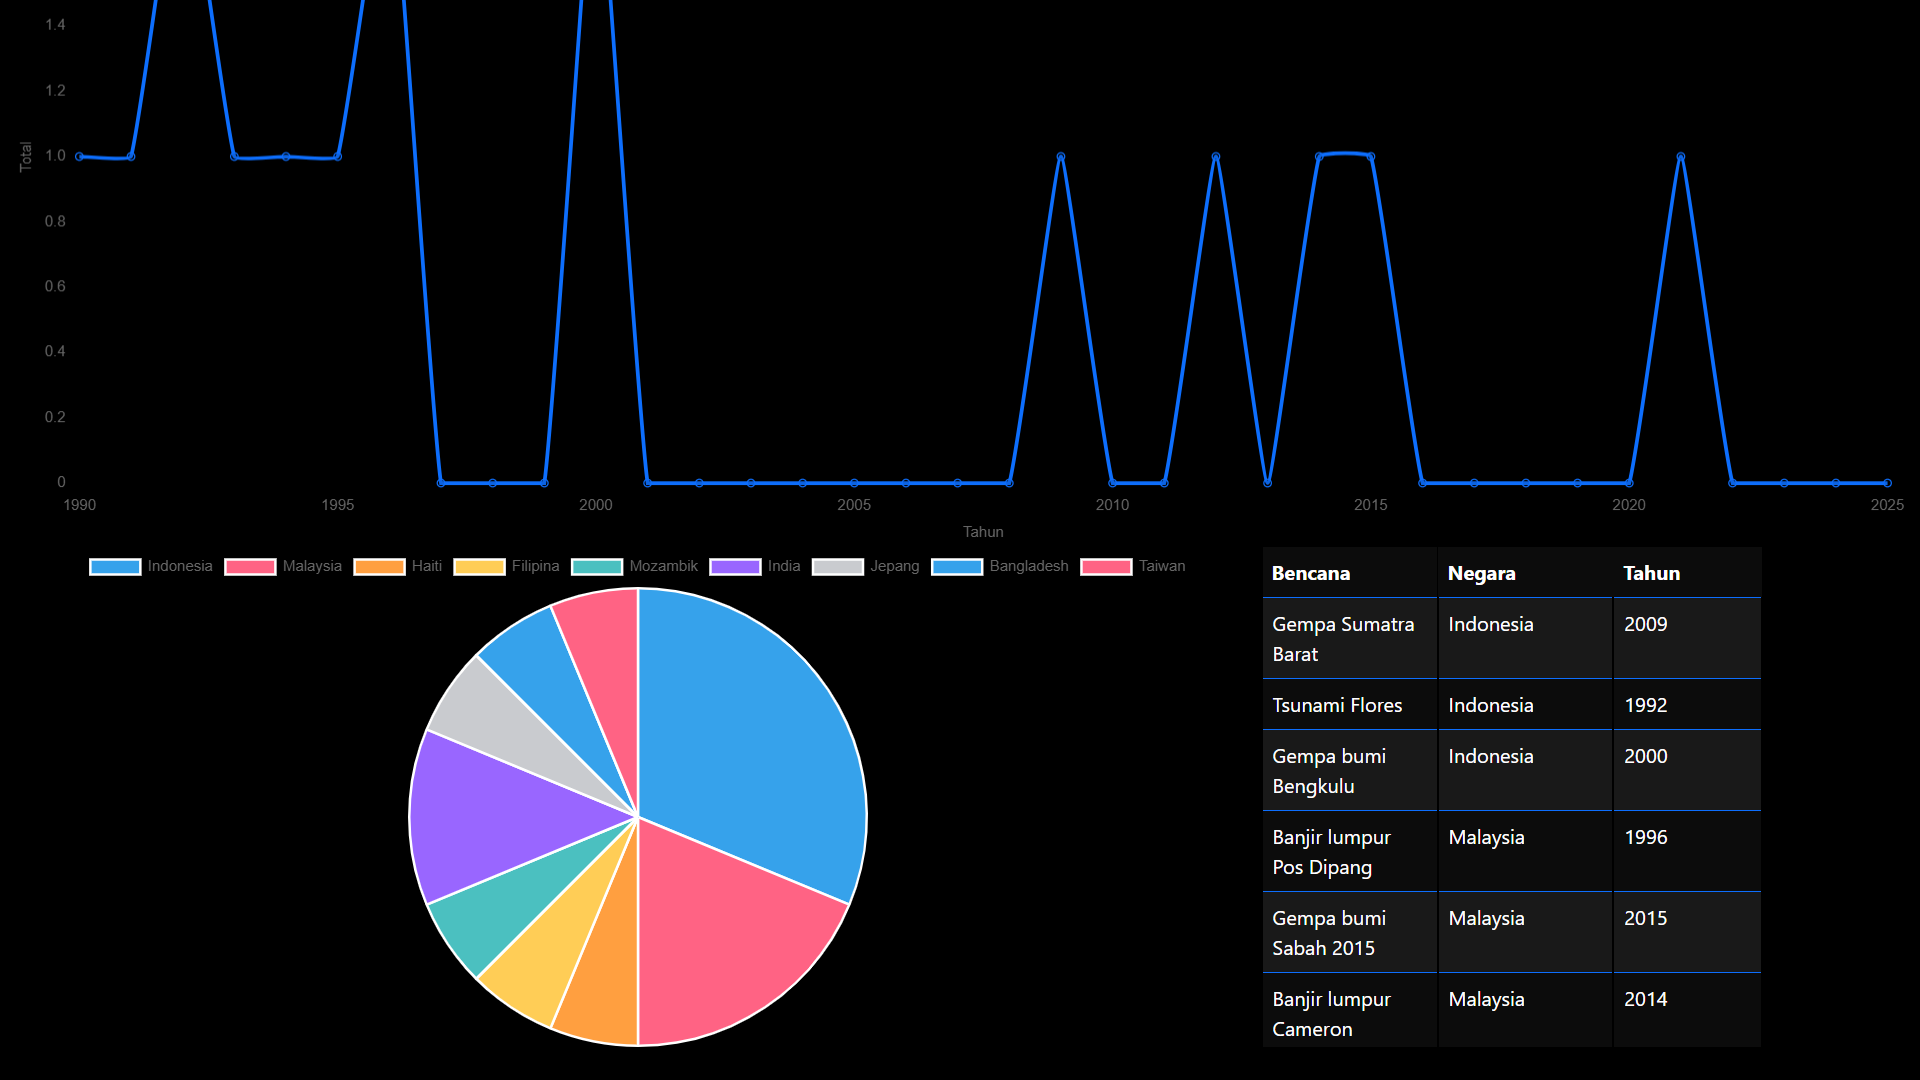 1.4
1.2
1.0
0.8
0.6
0.4
0.2
0
Total
1990 1995 2000 2005 2010 2015 2020 2025
Tahun
Indonesia Malaysia Haiti Filipina Mozambik India Jepang Bangladesh Taiwan
Bencana Negara Tahun
Gempa Sumatra Indonesia 2009
Barat
Tsunami Flores Indonesia 1992
Gempa bumi Indonesia 2000
Bengkulu
Banjir lumpur Malaysia 1996
Pos Dipang
Gempa bumi Malaysia 2015
Sabah 2015
Banjir lumpur Malaysia 2014
Cameron